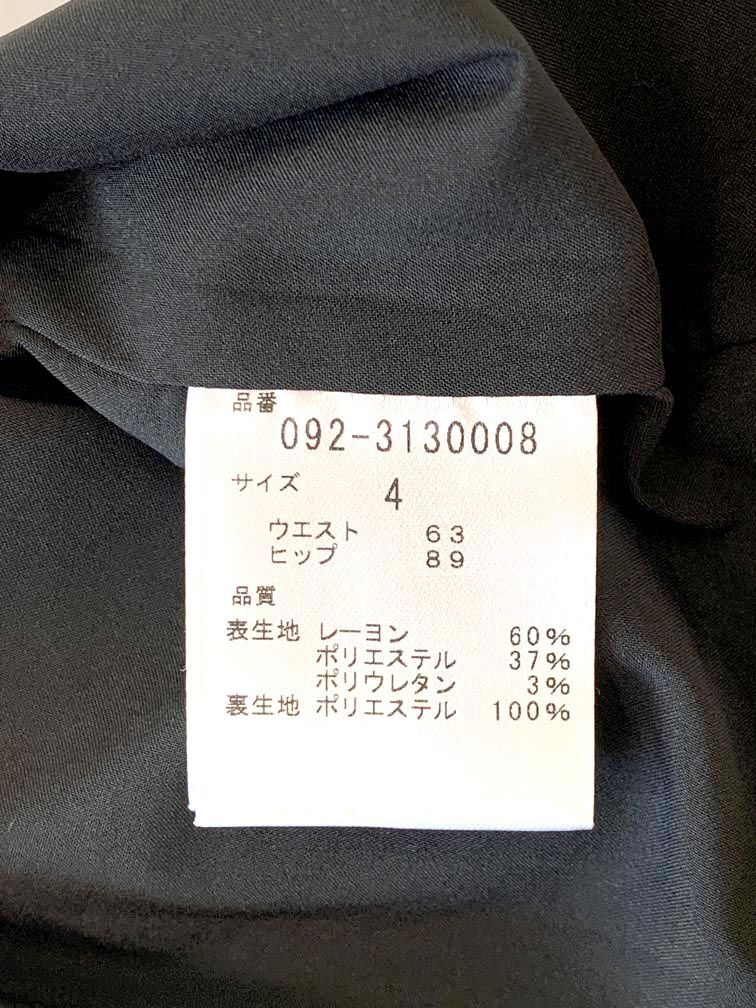 品番
092-3130008
サイズ 4
ウエスト 63
ヒップ 89
品質
表生地 レーヨン 60%
ポリエステル 37%
ポリウレタン 3%
裏生地 ポリエステル 100%